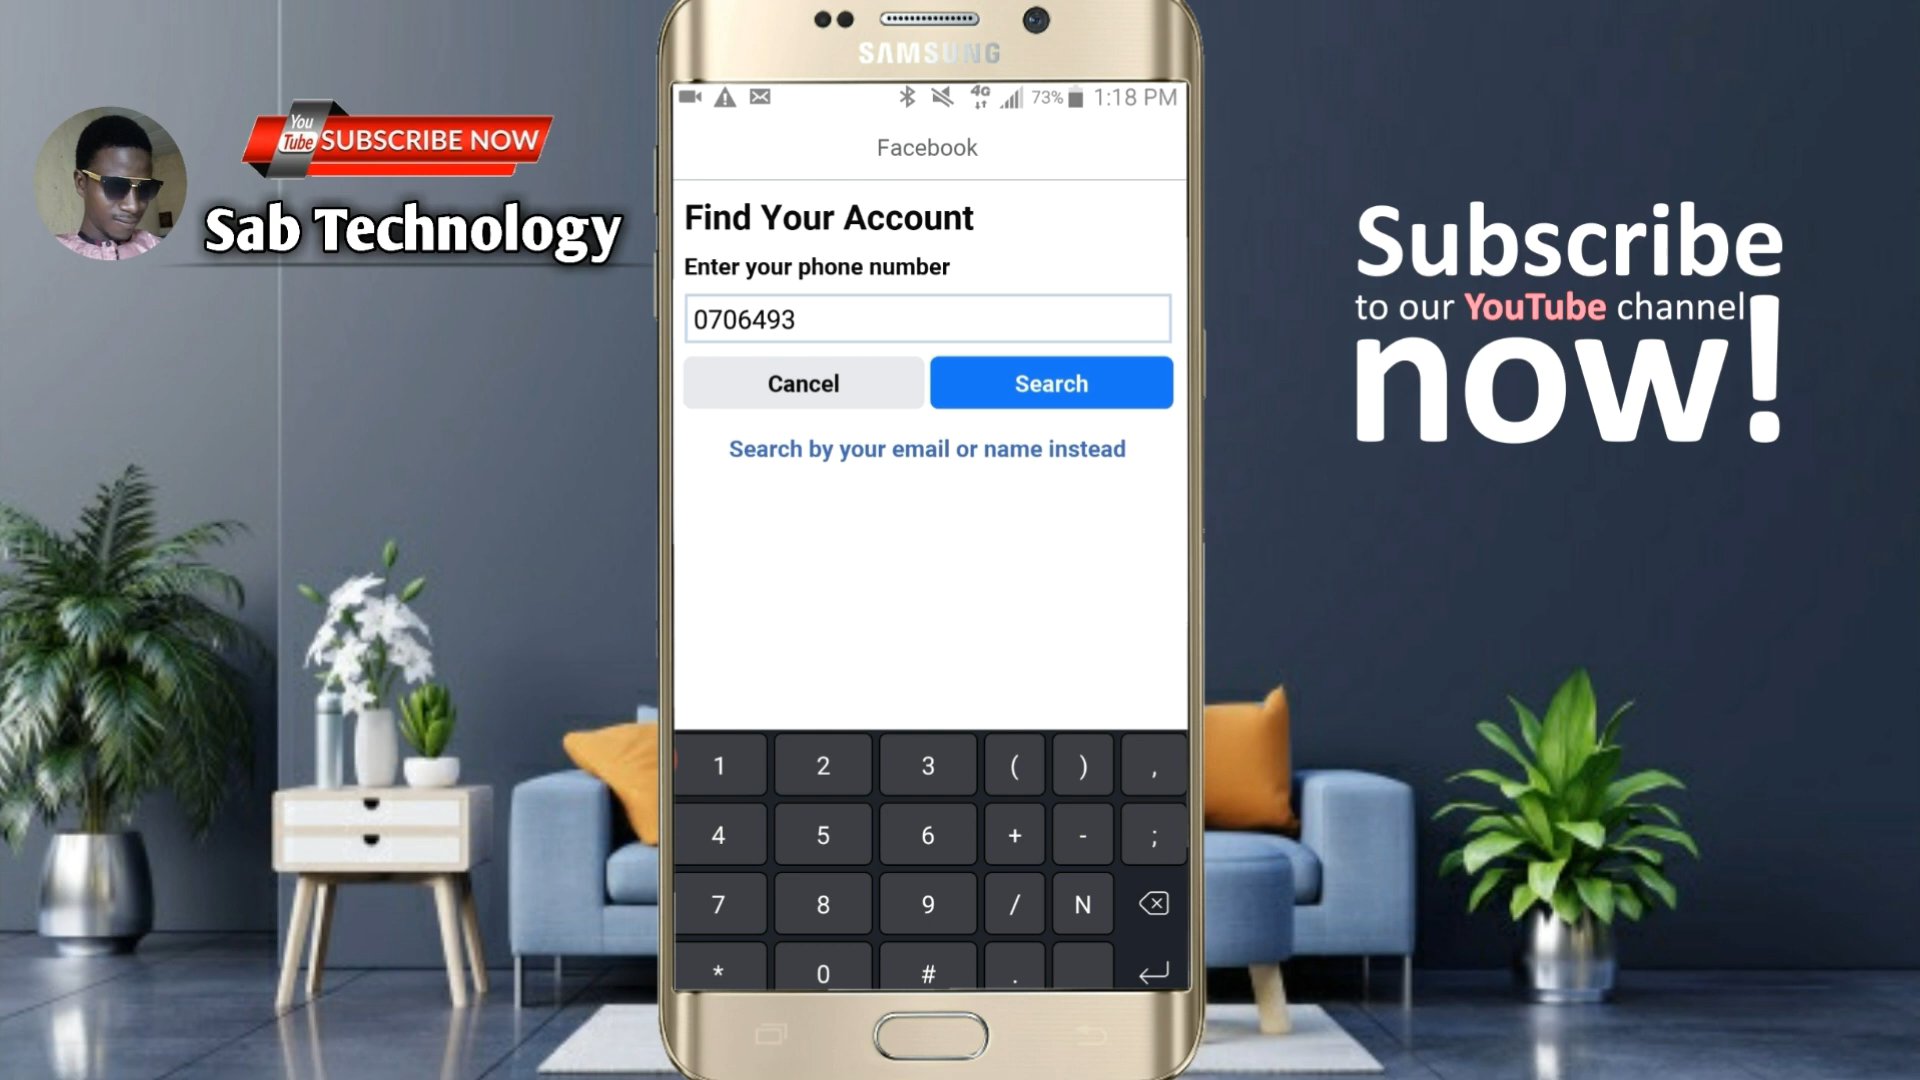 SAMSUNG
4G 73% 1:18 PM
Facebook
You
Tube SUBSCRIBE NOW
Sab Technology
Find Your Account
Enter your phone number
0706493
Cancel Search
Search by your email or name instead
Subscribe
to our YouTube channel
now!
1 2 3 ( ) ,
4 5 6 + - ;
7 8 9 / N
* 0 # .